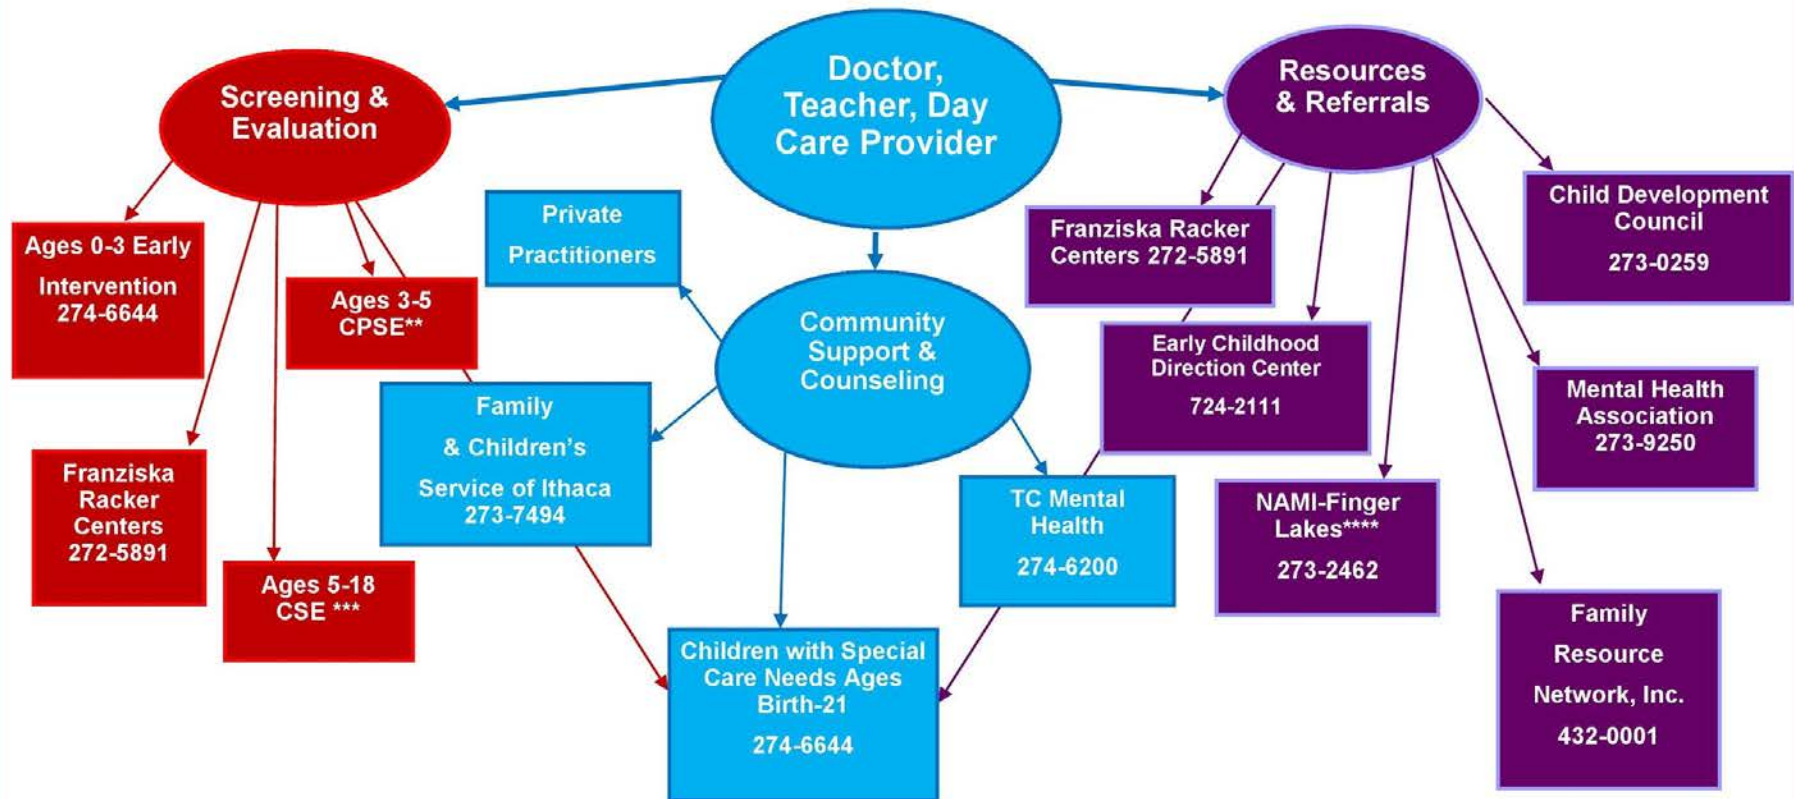 Doctor,
Teacher, Day
Care Provider
Screening &
Evaluation
Resources
& Referrals
Ages 0-3 Early
Intervention
274-6644
Ages 3-5
CPSE**
Franziska
Racker
Centers
272-5891
Ages 5-18
CSE ***
Private
Practitioners
Community
Support &
Counseling
Family
& Children’s
Service of Ithaca
273-7494
TC Mental
Health
274-6200
Children with Special
Care Needs Ages
Birth-21
274-6644
Franziska Racker
Centers 272-5891
Early Childhood
Direction Center
724-2111
NAMI-Finger
Lakes****
273-2462
Child Development
Council
273-0259
Mental Health
Association
273-9250
Family
Resource
Network, Inc.
432-0001